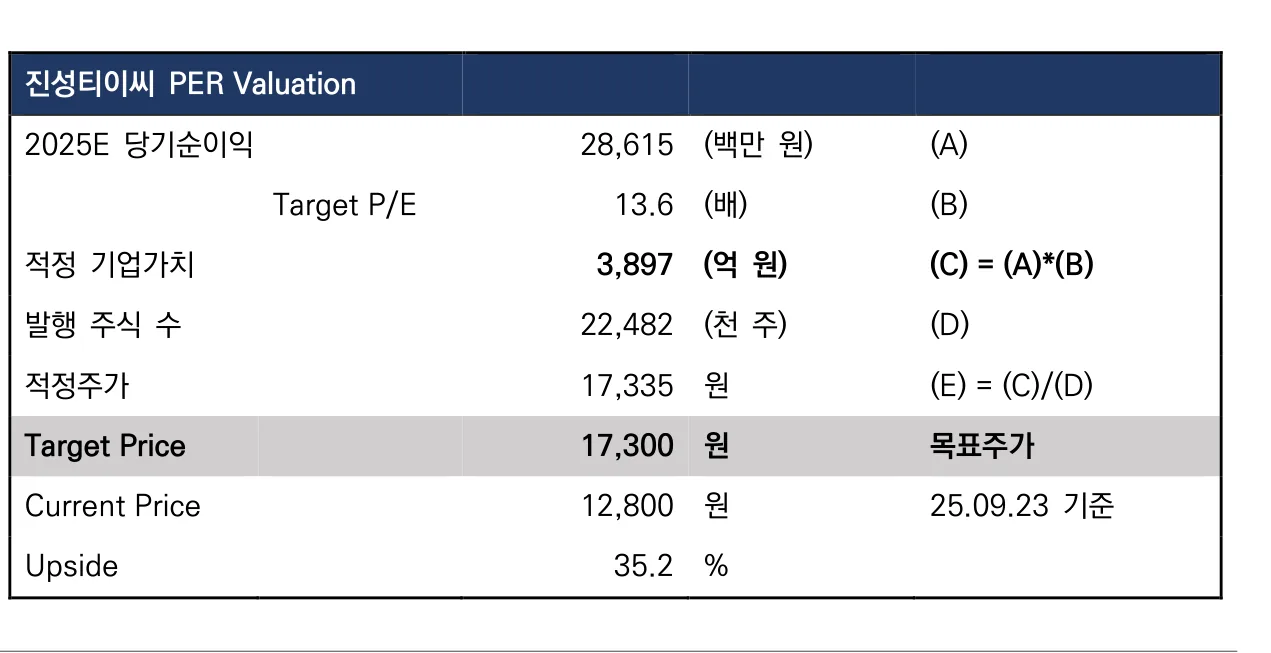 진성티이씨 PER Valuation
2025E 당기순이익 28,615 (백만 원) (A)
Target P/E 13.6 (배) (B)
적정 기업가치 3,897 (억 원) (C) = (A)*(B)
발행 주식 수 22,482 (천 주) (D)
적정주가 17,335 원 (E) = (C)/(D)
Target Price 17,300 원 목표주가
Current Price 12,800 원 25.09.23 기준
Upside 35.2 %